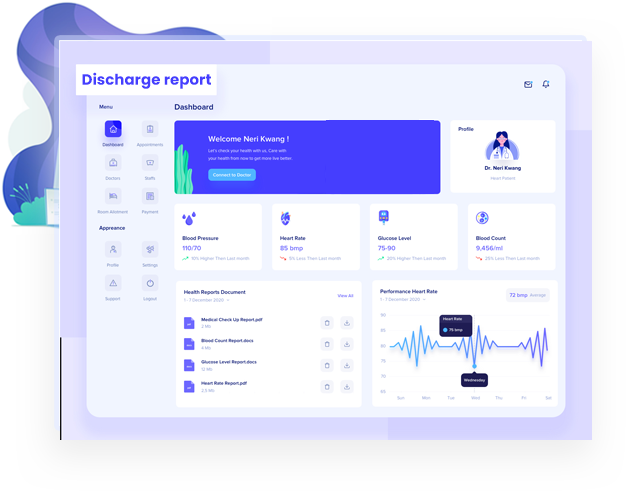 Discharge report
Menu
Dashboard
Dashboard
Appointments
Doctors
Staffs
Room Allotment
Payment
Appreance
Profile
Settings
Support
Logout
Welcome Neri Kwang !
Let's check your health with us. Care with
your health from now to get more live better.
Connect to Doctor
Profile
Dr. Neri Kwang
Heart Patient
Blood Pressure
110/70
10% Higher Then Last month
Heart Rate
85 bmp
5% Less Then Last month
Glucose Level
75-90
20% Higher Then Last month
Blood Count
9,456/ml
25% Less Then Last month
Health Reports Document
1 - 7 December 2020
View All
Medical Check Up Report.pdf
2 Mb
Blood Count Report.docs
4 Mb
Glucose Level Report.docs
12 Mb
Heart Rate Report.pdf
2,5 Mb
Performance Heart Rate
1 - 7 December 2020
72 bmp Average
Heart Rate
75 bmp
Wednesday
90
85
80
75
70
65
Sun Mon Tue Wed Thu Fri Sat